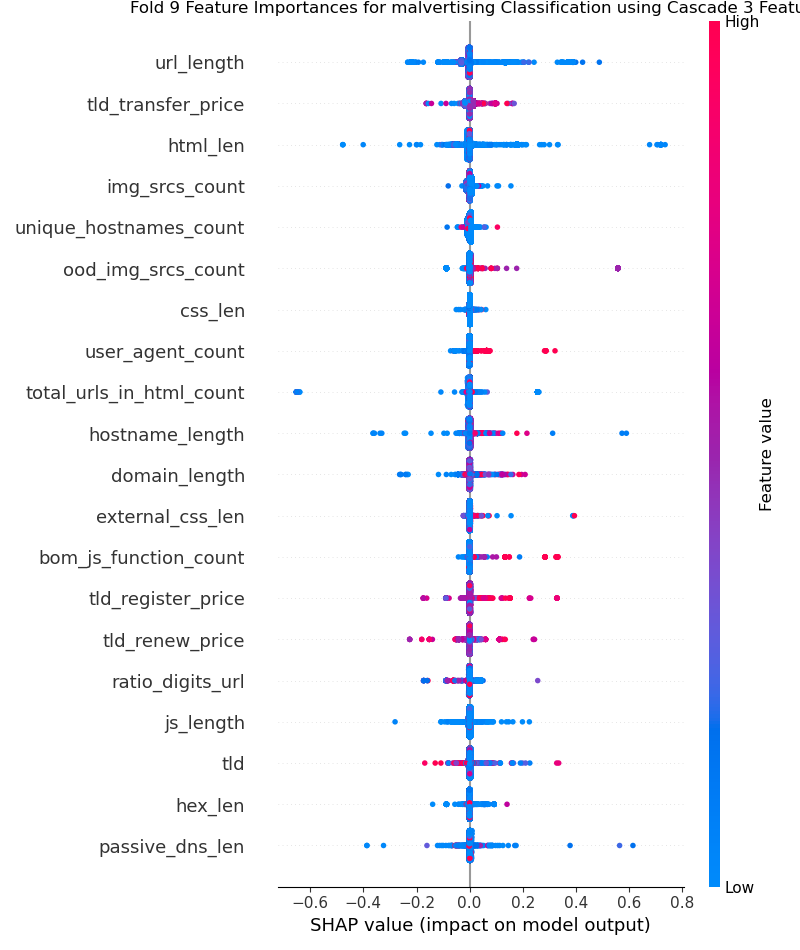 Fold 9 Feature Importances for malvertising Classification using Cascade 3 Featu
High
url_length
tld_transfer_price
html_len
img_srcs_count
unique_hostnames_count
ood_img_srcs_count
css_len
user_agent_count
total_urls_in_html_count
hostname_length
domain_length
external_css_len
bom_js_function_count
tld_register_price
tld_renew_price
ratio_digits_url
js_length
tld
hex_len
passive_dns_len
Feature value
Low
−0.6 −0.4 −0.2 0.0 0.2 0.4 0.6 0.8
SHAP value (impact on model output)